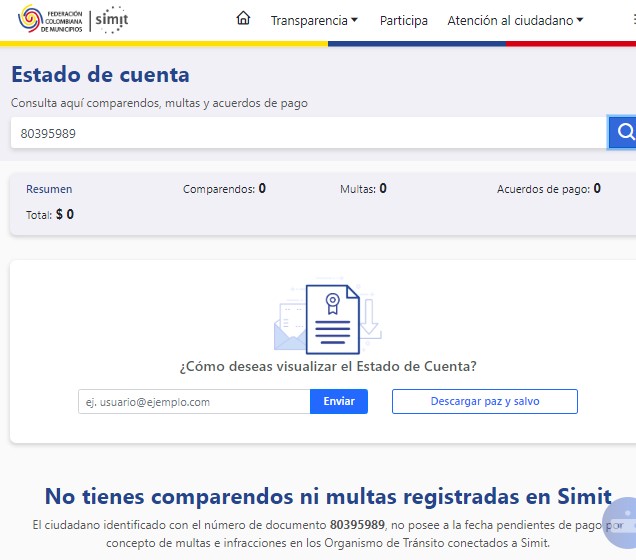 FEDERACIÓN
COLOMBIANA
DE MUNICIPIOS
simit
Transparencia Participa Atención al ciudadano
Estado de cuenta
Consulta aquí comparendos, multas y acuerdos de pago
80395989
Resumen Comparendos: 0 Multas: 0 Acuerdos de pago: 0
Total: $ 0
¿Cómo deseas visualizar el Estado de Cuenta?
ej. usuario@ejemplo.com Enviar Descargar paz y salvo
No tienes comparendos ni multas registradas en Simit
El ciudadano identificado con el número de documento 80395989, no posee a la fecha pendientes de pago por
concepto de multas e infracciones en los Organismo de Tránsito conectados a Simit.